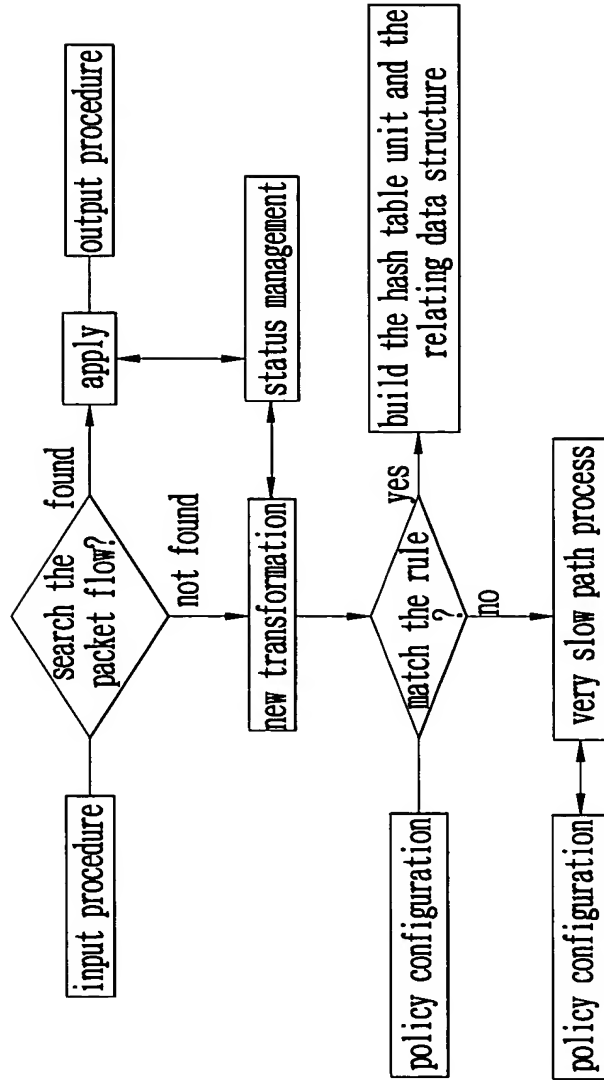 input procedure
search the
packet flow?
found
apply
output procedure
not found
new transformation
status management
policy configuration
match the rule
?
yes
build the hash table unit and the
relating data structure
no
policy configuration
very slow path process